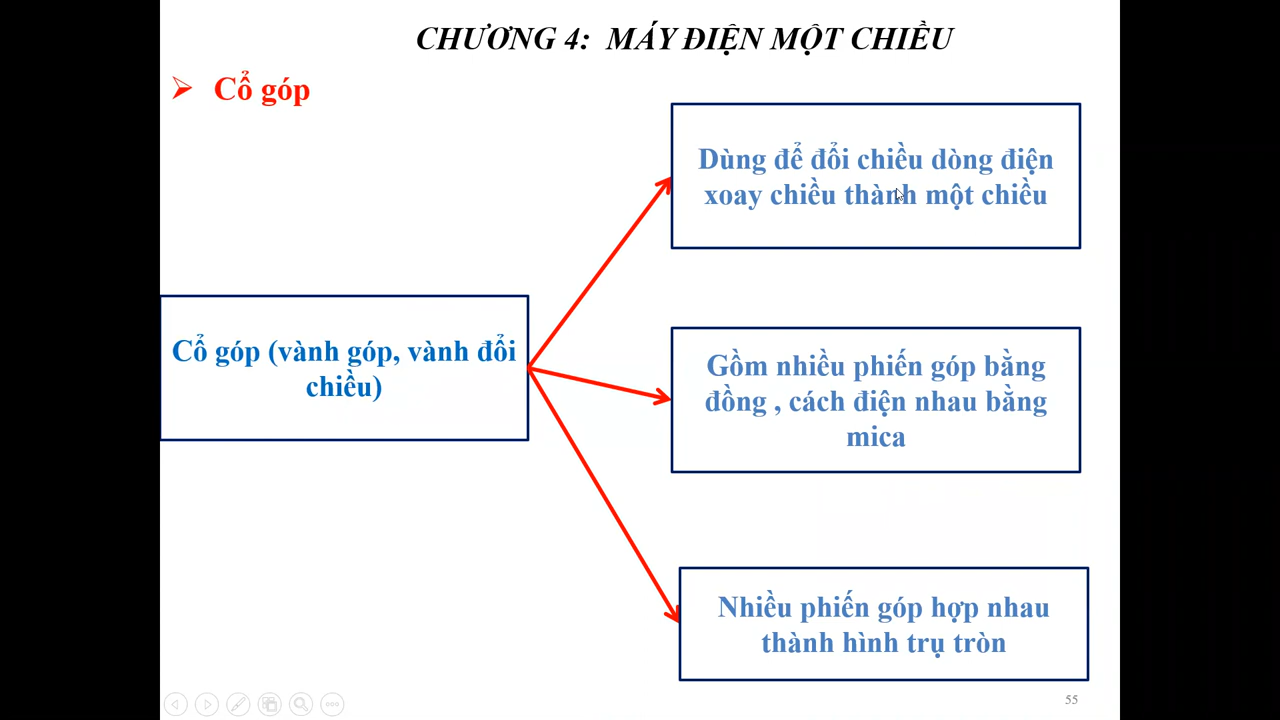 CHƯƠNG 4: MÁY ĐIỆN MỘT CHIỀU
Cổ góp
Dùng để đổi chiều dòng điện
xoay chiều thành một chiều
Cổ góp (vành góp, vành đổi
chiều)
Gồm nhiều phiến góp bằng
đồng , cách điện nhau bằng
mica
Nhiều phiến góp hợp nhau
thành hình trụ tròn
55